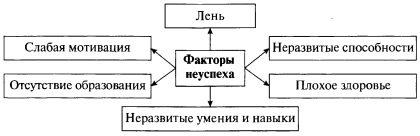 Лень
Слабая мотивация
Факторы
неуспеха
Неразвитые способности
Отсутствие образования
Плохое здоровье
Неразвитые умения и навыки